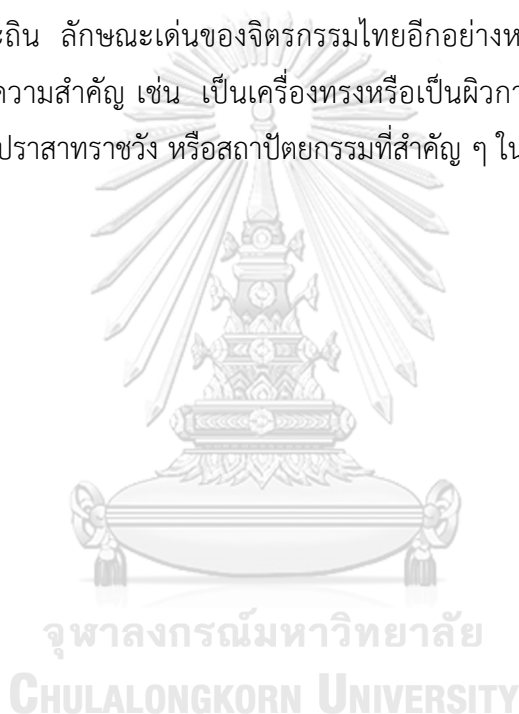 ะถิน ลักษณะเด่นของจิตรกรรมไทยอีกอย่างห
ความสำคัญ เช่น เป็นเครื่องทรงหรือเป็นผิวกา
ปราสาทราชวัง หรือสถาปัตยกรรมที่สำคัญ ๆ ใน
จุฬาลงกรณ์มหาวิทยาลัย
CHULALONGKORN UNIVERSITY